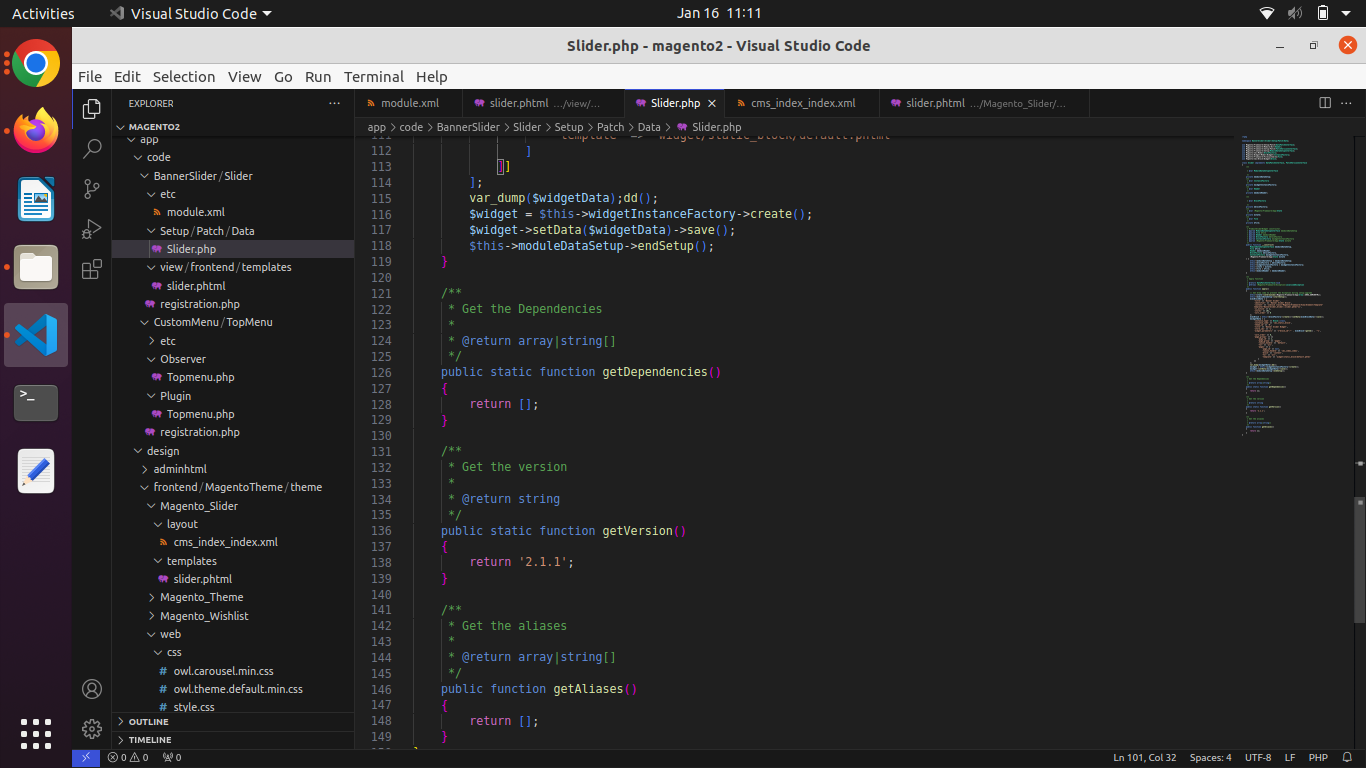 Activities
Visual Studio Code
Jan 16 11:11
Slider.php - magento2 - Visual Studio Code
File Edit Selection View Go Run Terminal Help
EXPLORER
MAGENTO2
app
code
BannerSlider/Slider
etc
module.xml
Setup/Patch/Data
Slider.php
view/frontend/templates
slider.phtml
registration.php
CustomMenu/TopMenu
etc
Observer
Topmenu.php
Plugin
Topmenu.php
registration.php
design
adminhtml
frontend/MagentoTheme/theme
Magento_Slider
layout
cms_index_index.xml
templates
slider.phtml
Magento_Theme
Magento_Wishlist
web
css
owl.carousel.min.css
owl.theme.default.min.css
style.css
OUTLINE
TIMELINE
module.xml
slider.phtml .../view/...
Slider.php
cms_index_index.xml
slider.phtml .../Magento_Slider/...
app > code > BannerSlider > Slider > Setup > Patch > Data > Slider.php
111 'template' => 'widget/static_block/default.phtml'
112 ]
113 ]]
114 ];
115 var_dump($widgetData);dd();
116 $widget = $this->widgetInstanceFactory->create();
117 $widget->setData($widgetData)->save();
118 $this->moduleDataSetup->endSetup();
119 }
120
121 /**
122 * Get the Dependencies
123 *
124 * @return array|string[]
125 */
126 public static function getDependencies()
127 {
128 return [];
129 }
130
131 /**
132 * Get the version
133 *
134 * @return string
135 */
136 public static function getVersion()
137 {
138 return '2.1.1';
139 }
140
141 /**
142 * Get the aliases
143 *
144 * @return array|string[]
145 */
146 public function getAliases()
147 {
148 return [];
149 }
150 }
0 0 0
Ln 101, Col 32 Spaces: 4 UTF-8 LF PHP